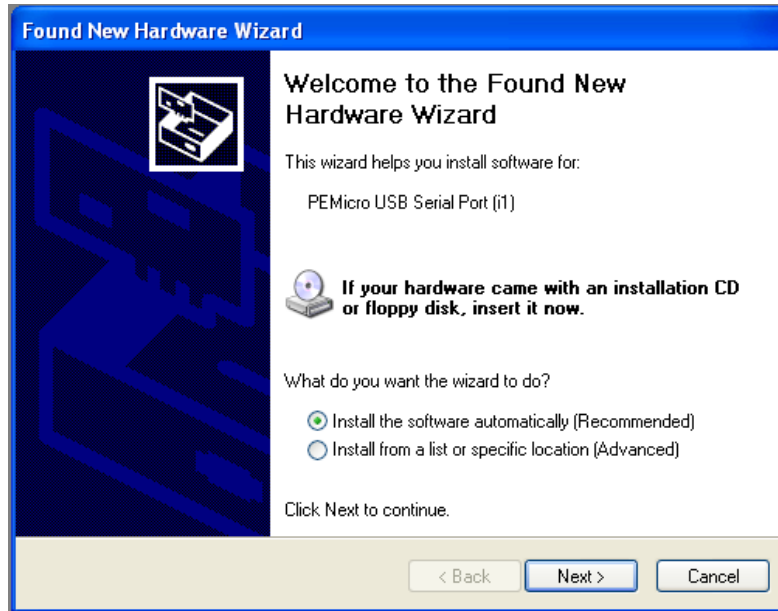 Found New Hardware Wizard
Welcome to the Found New
Hardware Wizard
This wizard helps you install software for:
PEMicro USB Serial Port (i1)
If your hardware came with an installation CD
or floppy disk, insert it now.
What do you want the wizard to do?
Install the software automatically (Recommended)
Install from a list or specific location (Advanced)
Click Next to continue.
< Back Next > Cancel